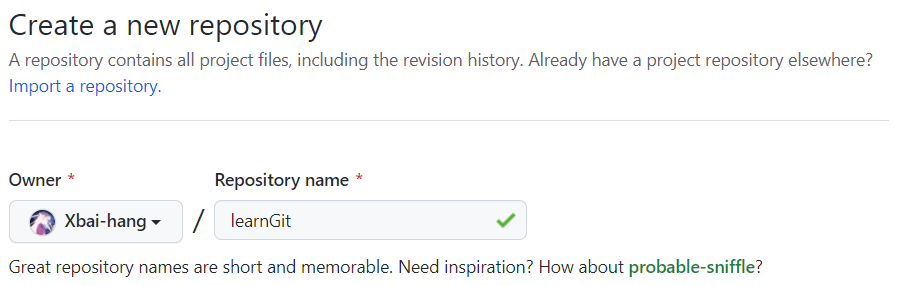 Create a new repository
A repository contains all project files, including the revision history. Already have a project repository elsewhere?
Import a repository.
Owner * Repository name *
Xbai-hang / learnGit
Great repository names are short and memorable. Need inspiration? How about probable-sniffle?